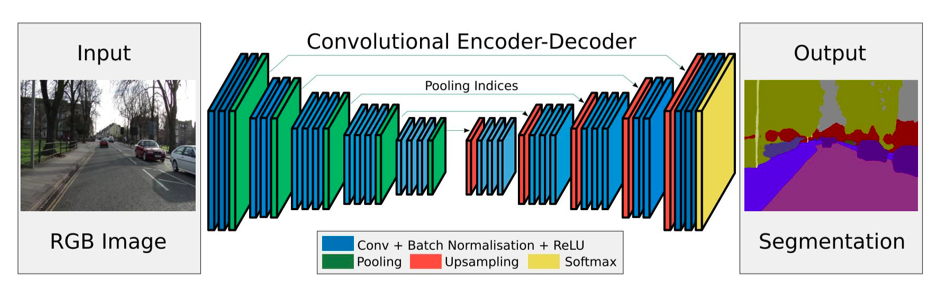 Input
RGB Image
Convolutional Encoder-Decoder
Pooling Indices
Output
Segmentation
Conv + Batch Normalisation + ReLU
Pooling Upsampling Softmax